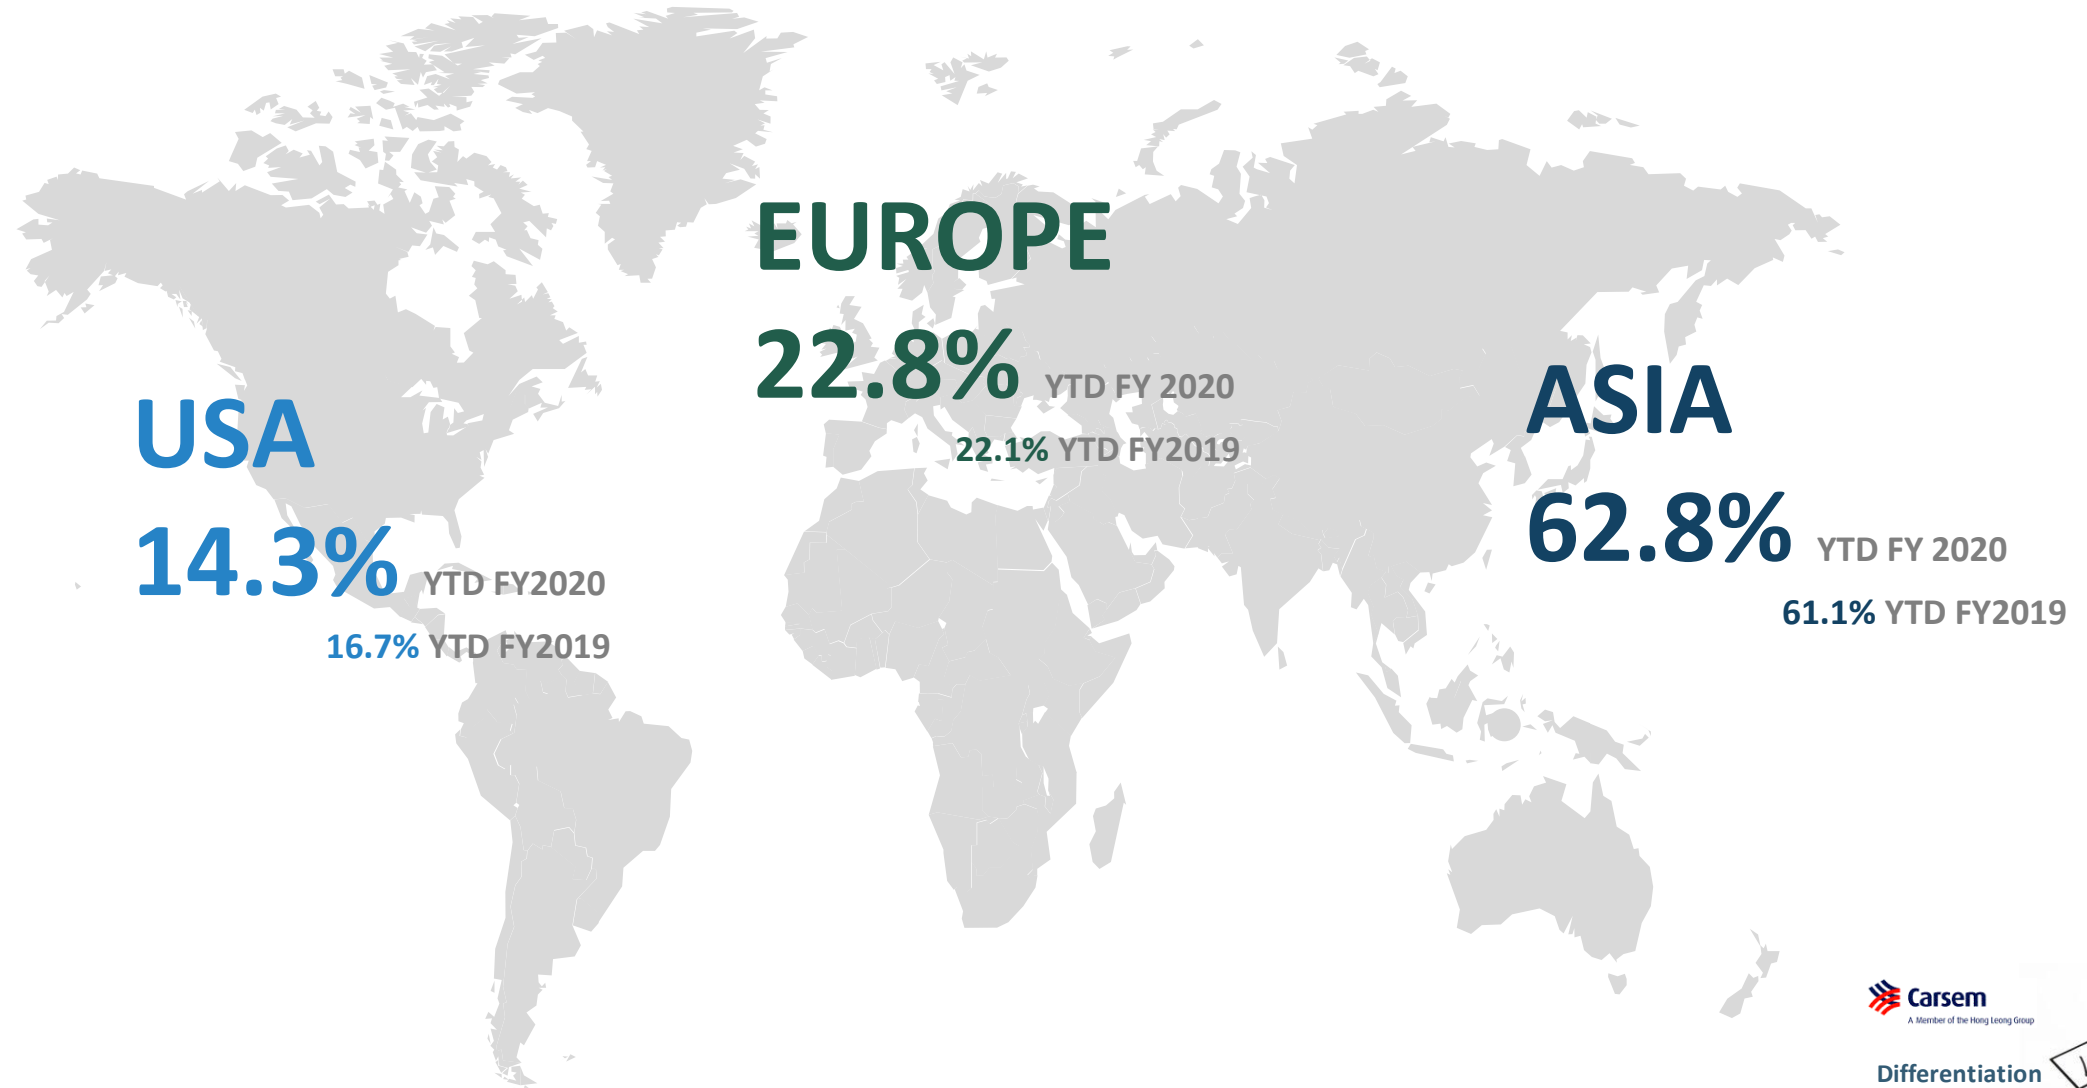 EUROPE
22.8% YTD FY 2020
22.1% YTD FY2019
USA
14.3% YTD FY2020
16.7% YTD FY2019
ASIA
62.8% YTD FY 2020
61.1% YTD FY2019
Carsem
A Member of the Hong Leong Group
Differentiation